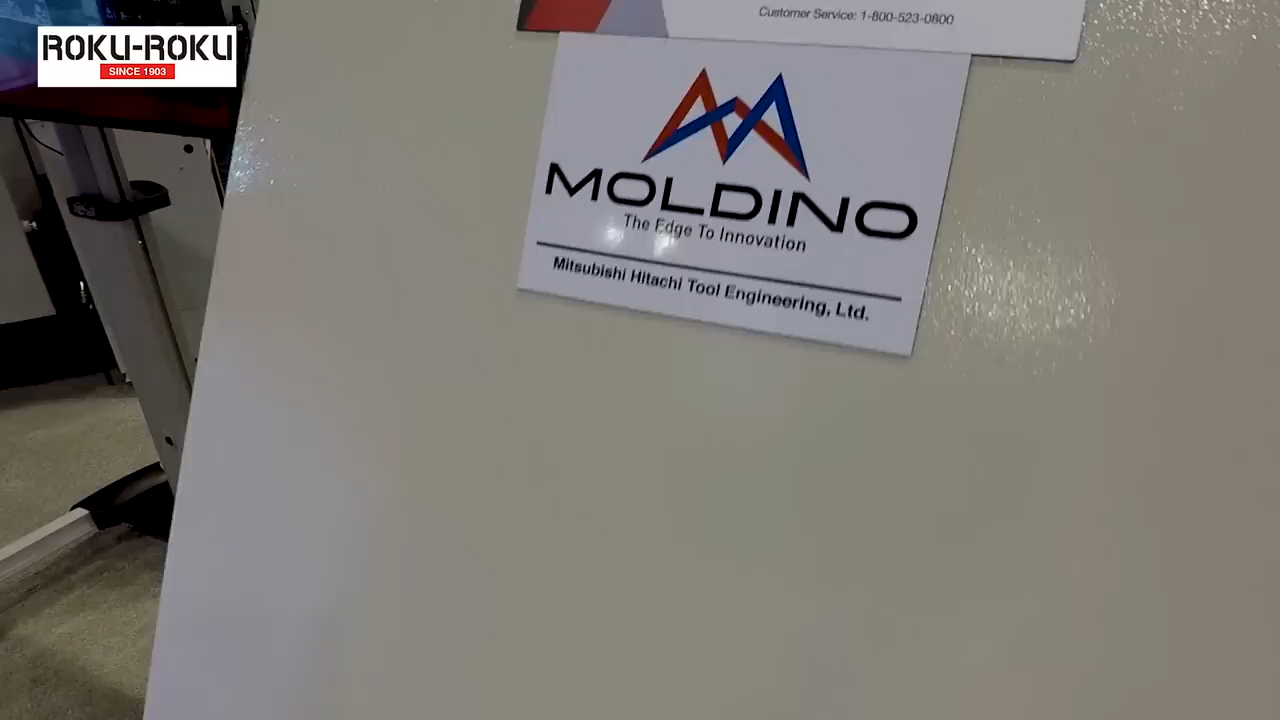 ROKU-ROKU
SINCE 1903
Customer Service: 1-800-523-0800
MOLDINO
The Edge To Innovation
Mitsubishi Hitachi Tool Engineering, Ltd.